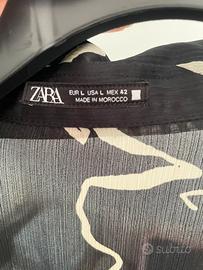 ZARA
EUR L USA L MEX 42
MADE IN MOROCCO
subito